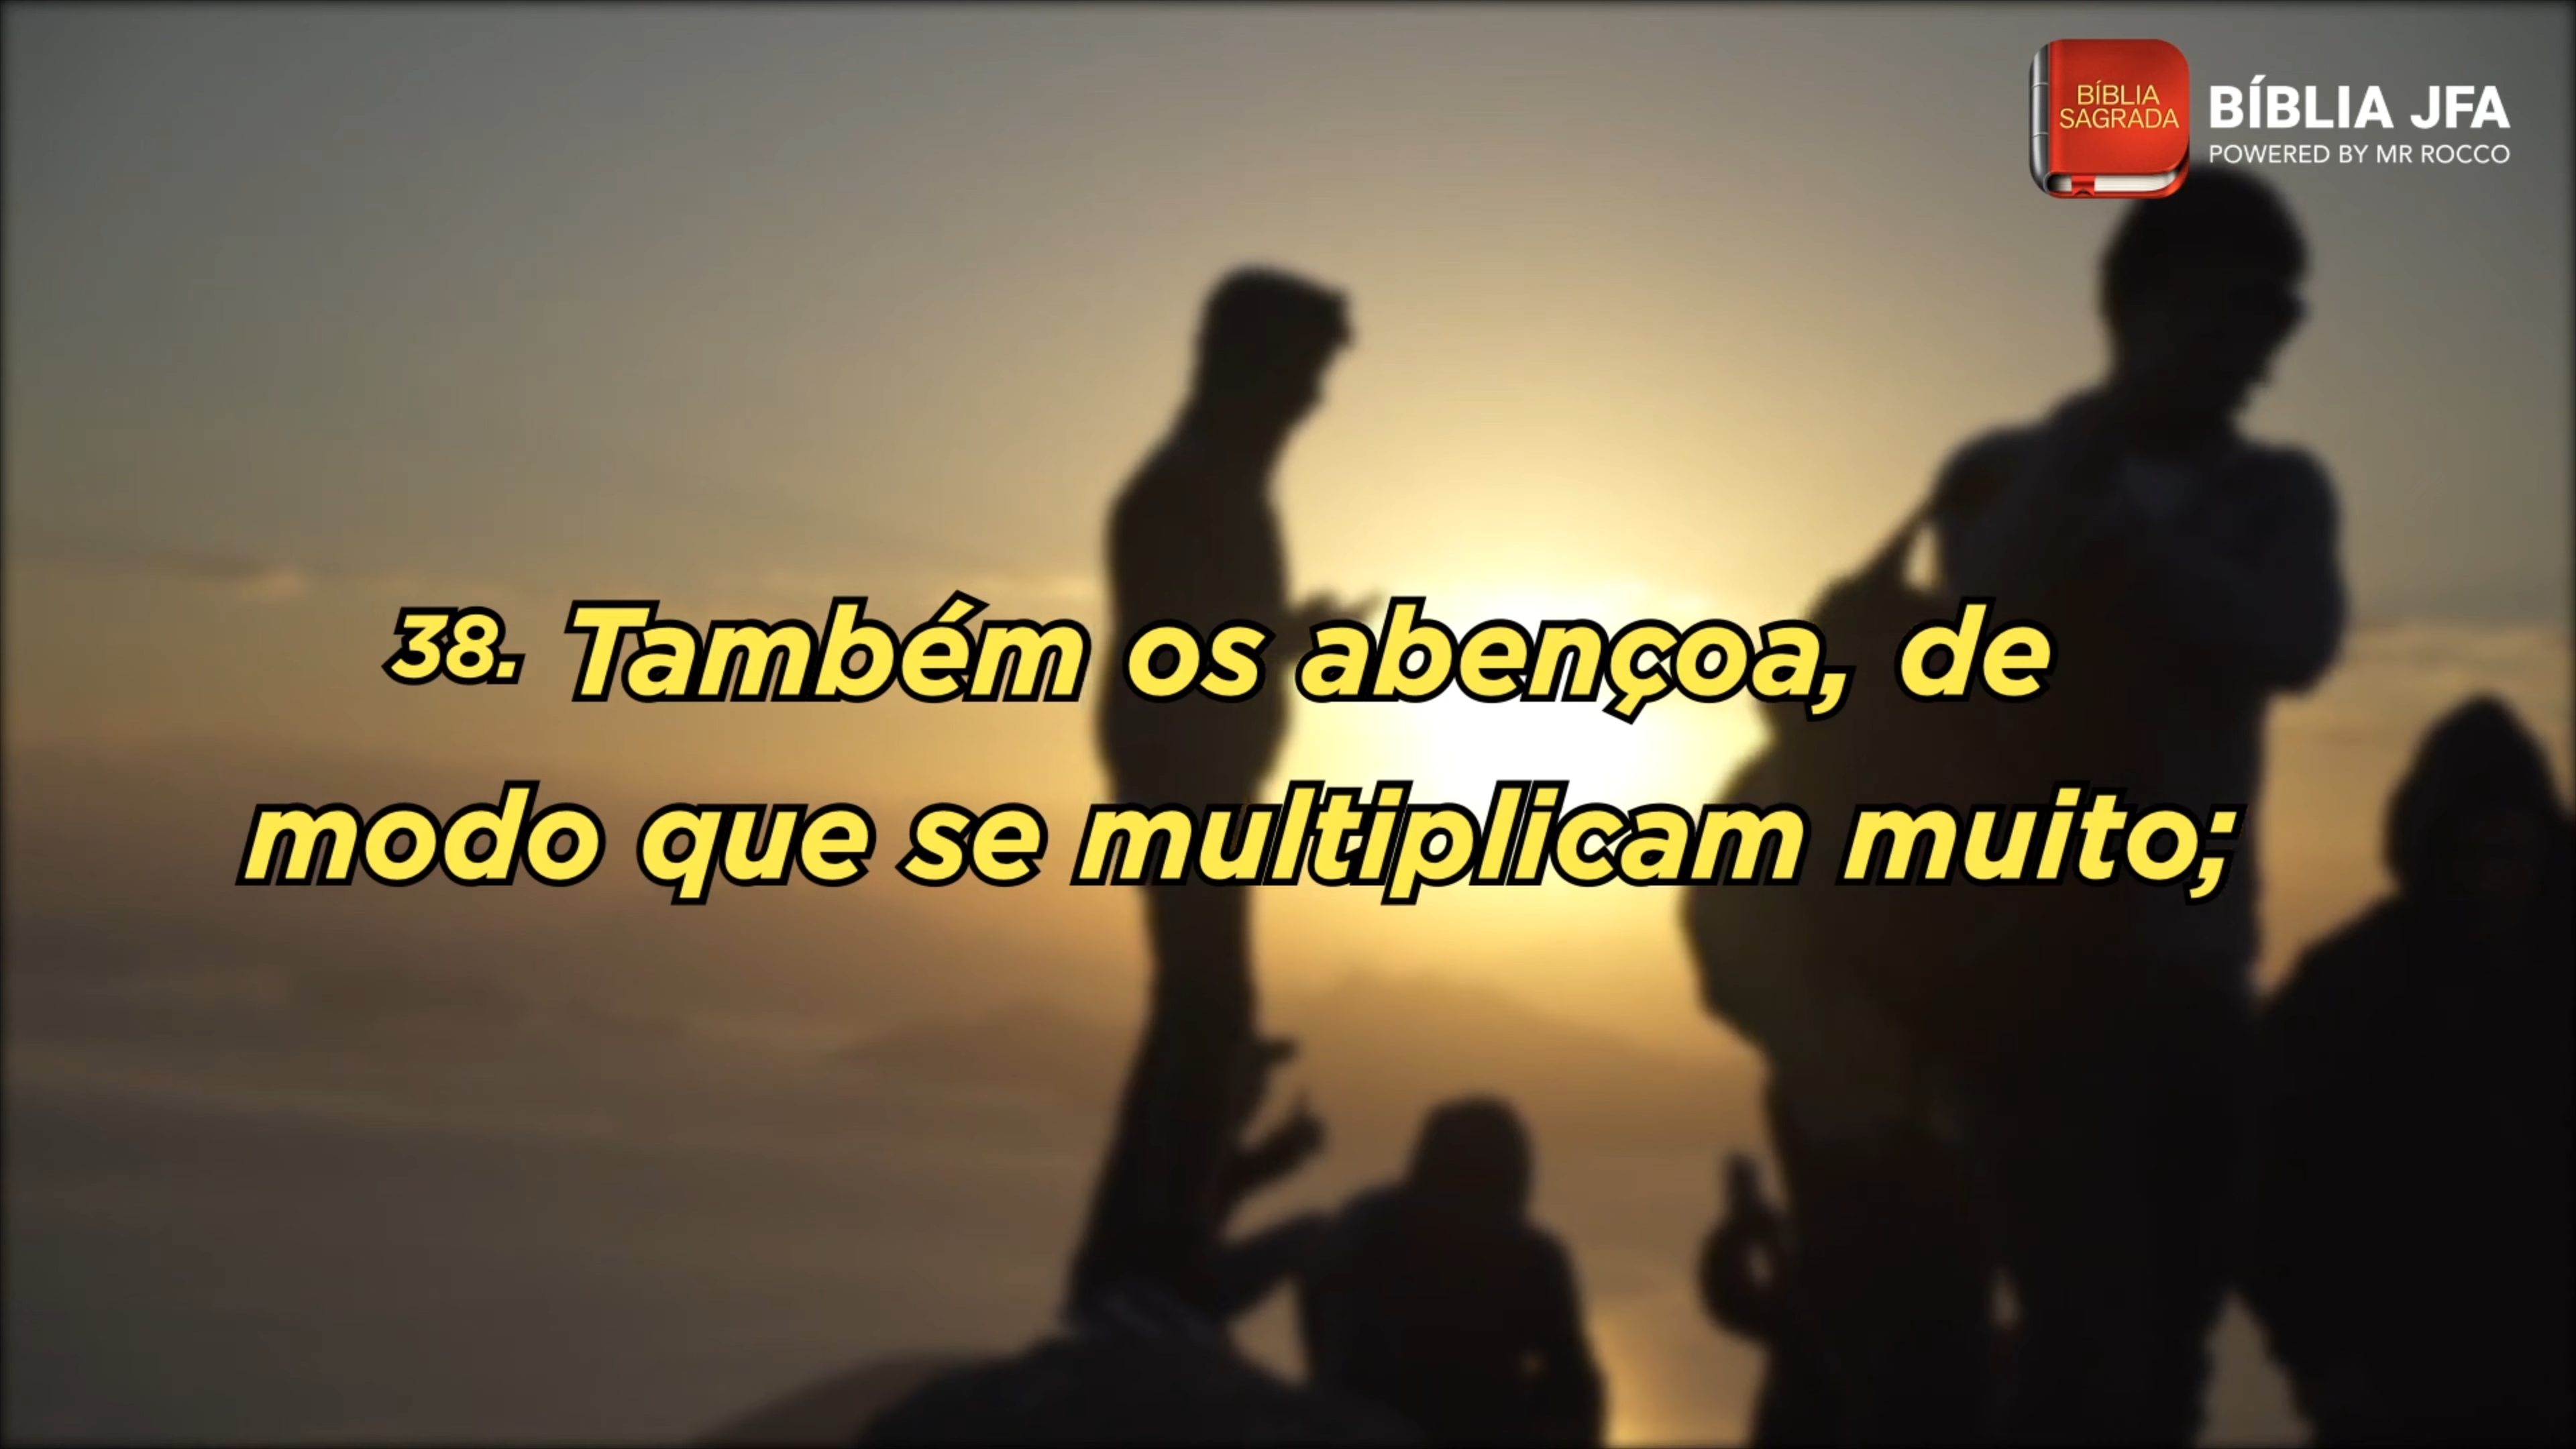 BÍBLIA
SAGRADA
BÍBLIA JFA
POWERED BY MR ROCCO
38. Também os abençoa, de
modo que se multiplicam muito;